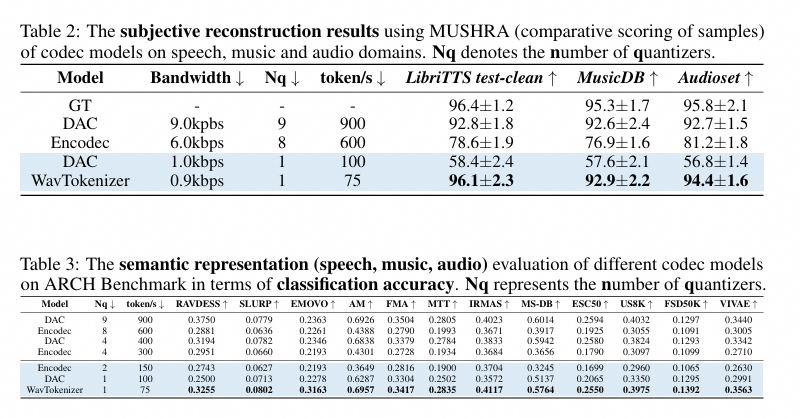 Table 2: The subjective reconstruction results using MUSHRA (comparative scoring of samples)
of codec models on speech, music and audio domains. Nq denotes the number of quantizers.
Model Bandwidth ↓ Nq ↓ token/s ↓ LibriTTS test-clean ↑ MusicDB ↑ Audioset ↑
GT - - - 96.4±1.2 95.3±1.7 95.8±2.1
DAC 9.0kpbs 9 900 92.8±1.8 92.6±2.4 92.7±1.5
Encodec 6.0kbps 8 600 78.6±1.9 76.9±1.6 81.2±1.8
DAC 1.0kbps 1 100 58.4±2.4 57.6±2.1 56.8±1.4
WavTokenizer 0.9kbps 1 75 96.1±2.3 92.9±2.2 94.4±1.6
Table 3: The semantic representation (speech, music, audio) evaluation of different codec models
on ARCH Benchmark in terms of classification accuracy. Nq represents the number of quantizers.
Model Nq ↓ token/s ↓ RAVDESS ↑ SLURP ↑ EMOVO ↑ AM ↑ FMA ↑ MTT ↑ IRMAS ↑ MS-DB ↑ ESC50 ↑ US8K ↑ FSD50K ↑ VIVAE ↑
DAC 9 900 0.3750 0.0779 0.2363 0.6926 0.3504 0.2805 0.4023 0.6014 0.2594 0.4032 0.1297 0.3440
Encodec 8 600 0.2881 0.0636 0.2261 0.4388 0.2790 0.1993 0.3671 0.3917 0.1925 0.3055 0.1091 0.3005
DAC 4 400 0.3194 0.0782 0.2346 0.6838 0.3379 0.2784 0.3833 0.5942 0.2580 0.3824 0.1293 0.3342
Encodec 4 300 0.2951 0.0660 0.2193 0.4301 0.2728 0.1934 0.3684 0.3656 0.1790 0.3097 0.1099 0.2710
Encodec 2 150 0.2743 0.0627 0.2193 0.3649 0.2816 0.1900 0.3704 0.3245 0.1699 0.2960 0.1065 0.2630
DAC 1 100 0.2500 0.0713 0.2278 0.6287 0.3304 0.2502 0.3572 0.5137 0.2065 0.3350 0.1295 0.2991
WavTokenizer 1 75 0.3255 0.0802 0.3163 0.6957 0.3417 0.2835 0.4117 0.5764 0.2550 0.3975 0.1392 0.3563